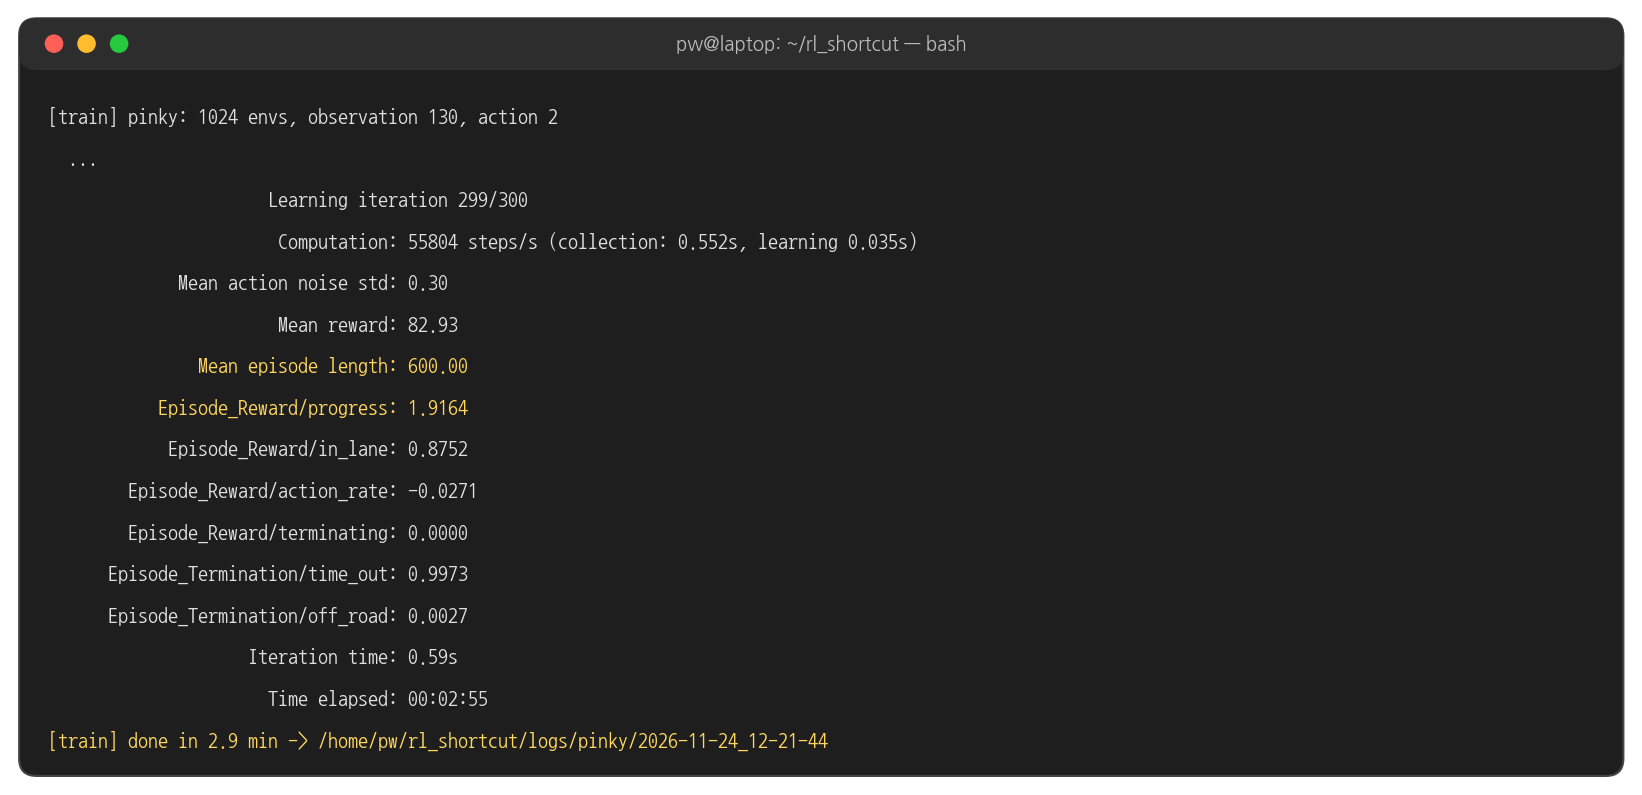 pw@laptop: ~/rl_shortcut — bash
[train] pinky: 1024 envs, observation 130, action 2
...
Learning iteration 299/300
Computation: 55804 steps/s (collection: 0.552s, learning 0.035s)
Mean action noise std: 0.30
Mean reward: 82.93
Mean episode length: 600.00
Episode_Reward/progress: 1.9164
Episode_Reward/in_lane: 0.8752
Episode_Reward/action_rate: -0.0271
Episode_Reward/terminating: 0.0000
Episode_Termination/time_out: 0.9973
Episode_Termination/off_road: 0.0027
Iteration time: 0.59s
Time elapsed: 00:02:55
[train] done in 2.9 min -> /home/pw/rl_shortcut/logs/pinky/2026-11-24_12-21-44